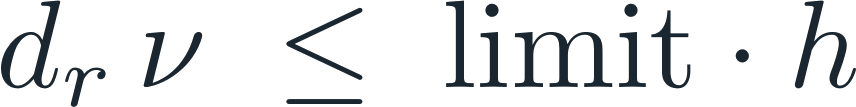 d_r ν ≤ limit · h